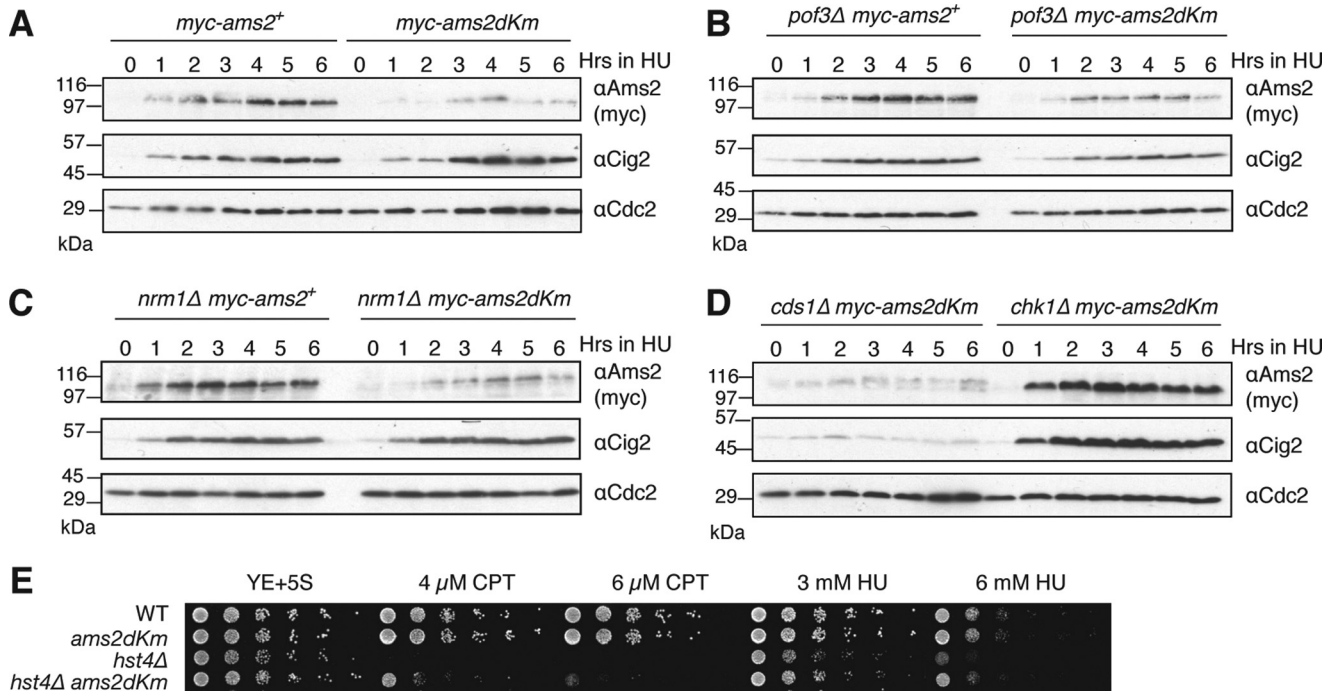 A
myc-ams2+ myc-ams2dKm
0 1 2 3 4 5 6 0 1 2 3 4 5 6 Hrs in HU
116
97
αAms2
(myc)
57
45
αCig2
29
αCdc2
kDa
B
pof3Δ myc-ams2+ pof3Δ myc-ams2dKm
0 1 2 3 4 5 6 0 1 2 3 4 5 6 Hrs in HU
116
97
αAms2
(myc)
57
αCig2
45
29
αCdc2
kDa
C
nrm1Δ myc-ams2+ nrm1Δ myc-ams2dKm
0 1 2 3 4 5 6 0 1 2 3 4 5 6 Hrs in HU
116
97
αAms2
(myc)
57
αCig2
45
29
αCdc2
kDa
D
cds1Δ myc-ams2dKm chk1Δ myc-ams2dKm
0 1 2 3 4 5 6 0 1 2 3 4 5 6 Hrs in HU
116
97
αAms2
(myc)
57
45
αCig2
29
αCdc2
kDa
E
YE+5S 4 µM CPT 6 µM CPT 3 mM HU 6 mM HU
WT
ams2dKm
hst4Δ
hst4Δ ams2dKm